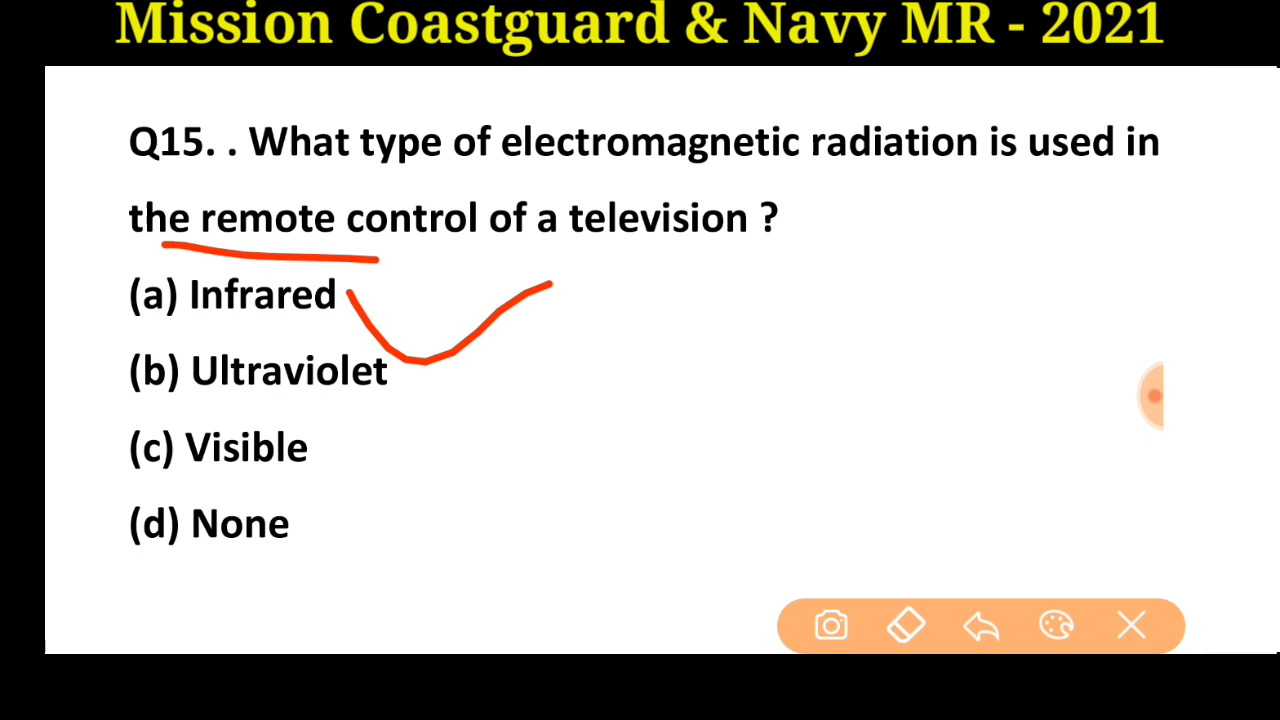 Mission Coastguard & Navy MR - 2021
Q15. . What type of electromagnetic radiation is used in
the remote control of a television ?
(a) Infrared
(b) Ultraviolet
(c) Visible
(d) None